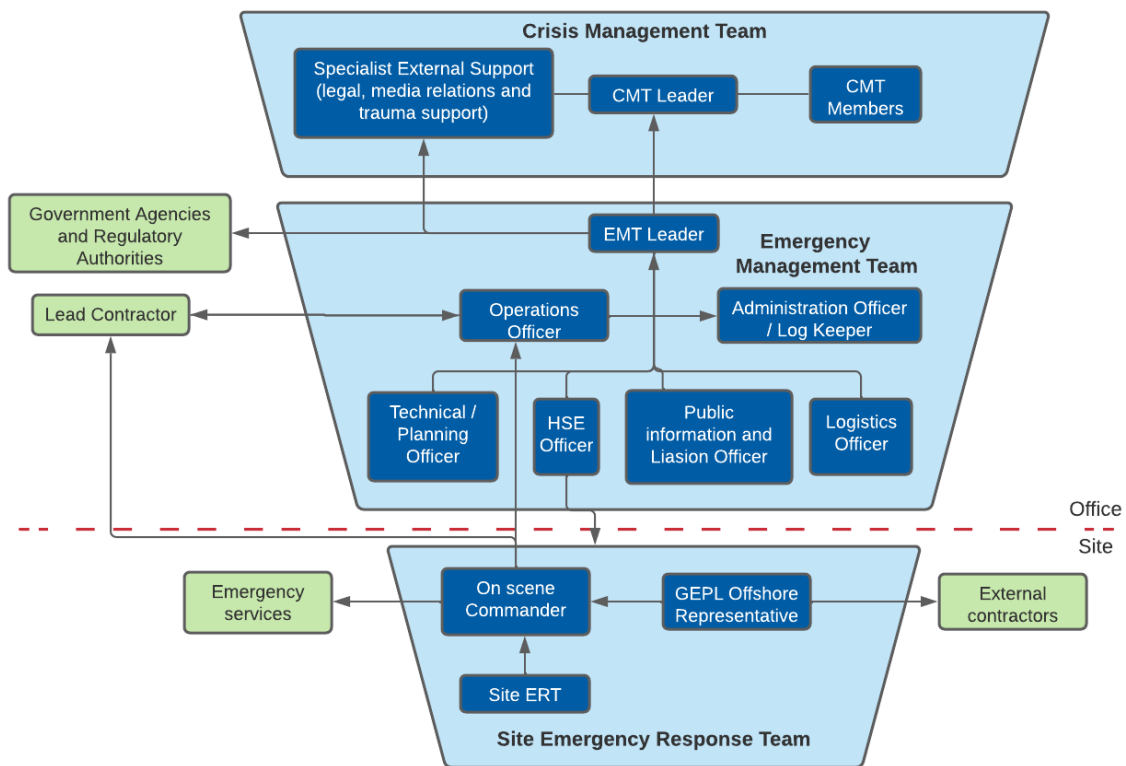 Crisis Management Team
Specialist External Support
(legal, media relations and
trauma support)
CMT Leader
CMT
Members
Government Agencies
and Regulatory
Authorities
EMT Leader
Emergency
Management Team
Lead Contractor
Operations
Officer
Administration Officer
/ Log Keeper
Technical /
Planning
Officer
HSE
Officer
Public
information and
Liasion Officer
Logistics
Officer
Office
Site
Emergency
services
On scene
Commander
GEPL Offshore
Representative
External
contractors
Site ERT
Site Emergency Response Team